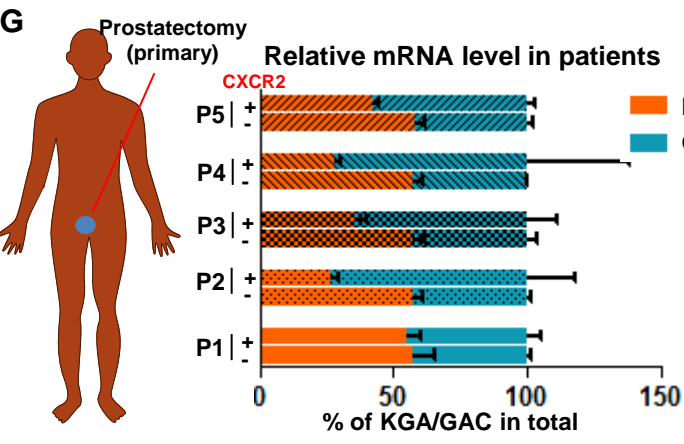 G
Prostatectomy
(primary)
Relative mRNA level in patients
CXCR2
P5 +
-
P4 +
-
P3 +
-
P2 +
-
P1 +
-
0 50 100 150
% of KGA/GAC in total